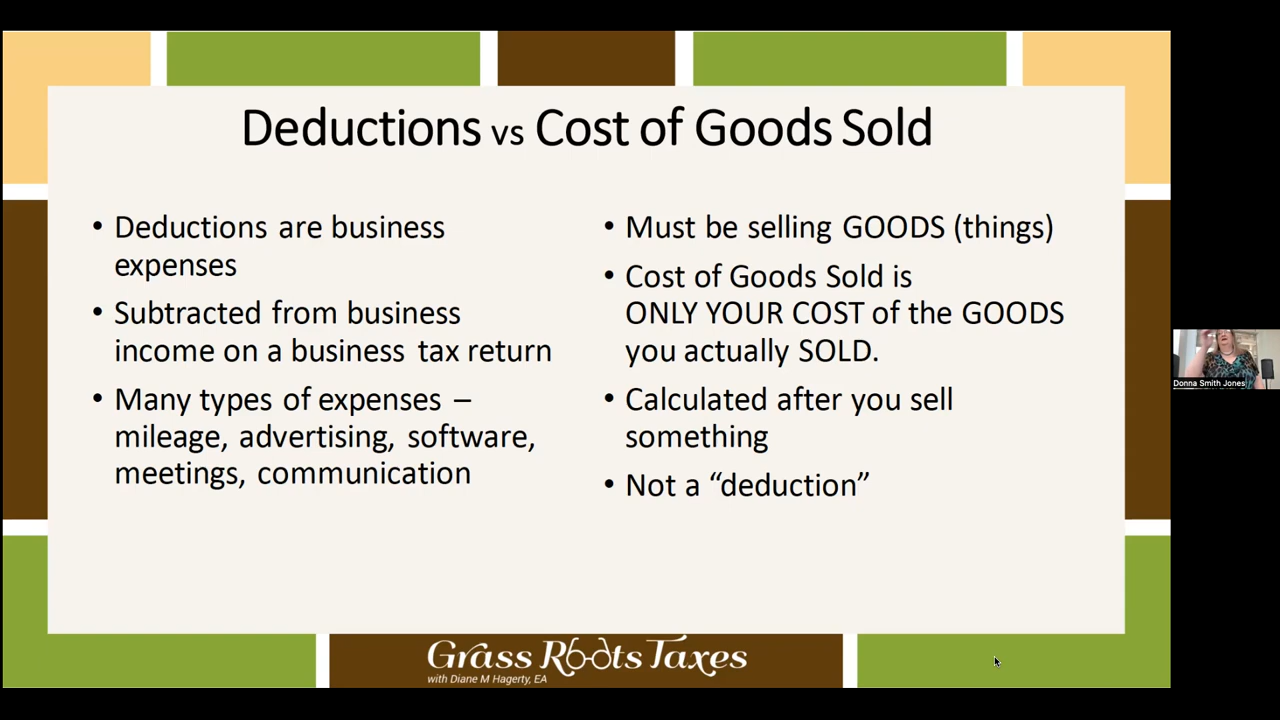 Deductions vs Cost of Goods Sold
• Deductions are business
expenses
• Subtracted from business
income on a business tax return
• Many types of expenses –
mileage, advertising, software,
meetings, communication
• Must be selling GOODS (things)
• Cost of Goods Sold is
ONLY YOUR COST of the GOODS
you actually SOLD.
• Calculated after you sell
something
• Not a “deduction”
Donna Smith Jones
Grass Roots Taxes
with Diane M Hagerty, EA